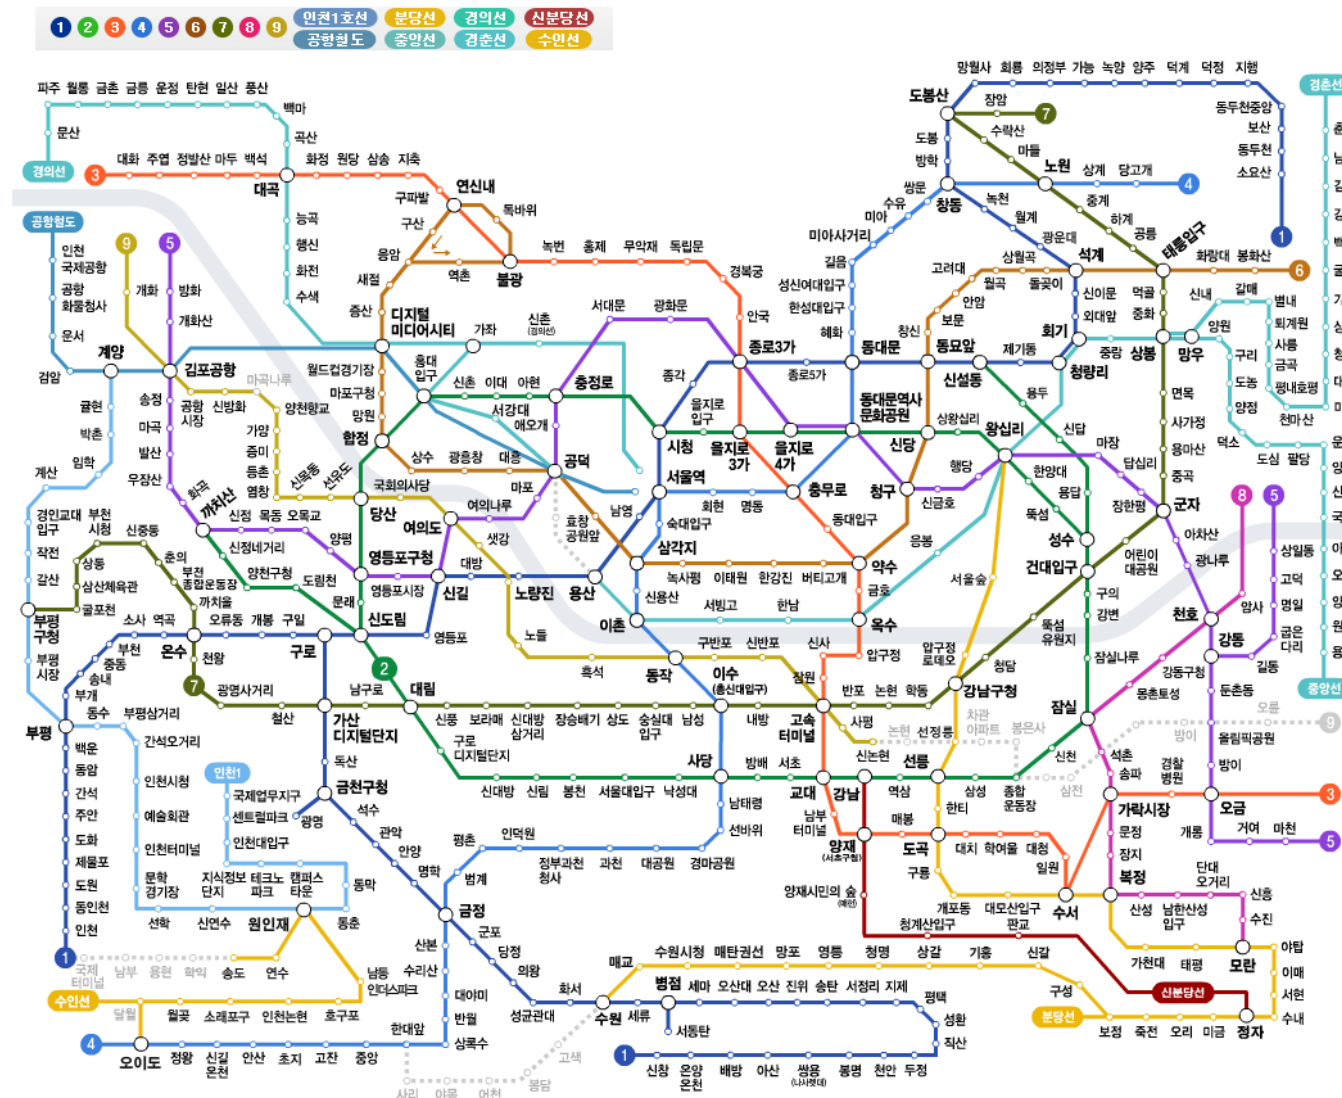 1 2 3 4 5 6 7 8 9
인천1호선 분당선 경의선 신분당선
공항철도 중앙선 경춘선 수인선
망월사 회룡 의정부 가능 녹양 양주 덕계 덕정 지행
파주 월롱 금촌 금릉 운정 탄현 일산 풍산
경춘선
도봉산
장암
7
동두천중앙
백마
문산
곡산
수락산
보산
도봉
마들
동두천
방학
소요산
경의선
3
대화 주엽 정발산 마두 백석
대곡
화정 원당 삼송 지축
구파발
연신내
독바위
구산
쌍문
수유
미아
미아사거리
창동
노원
상계 당고개
4
녹천
월계
광운대
중계
하계
공릉
태릉입구
1
공항철도
9
5
능곡
행신
화전
수색
응암
새절
증산
역촌
불광
녹번 홍제 무악재 독립문
경복궁
안국
길음
성신여대입구
한성대입구
혜화
고려대
월곡
삼월곡
돌곶이
석계
화랑대 봉화산
6
안암
보문
창신
신이문
외대앞
회기
먹골
중화
신내
갈매
별내
퇴계원
사릉
금곡
평내호평
천마산
인천
국제공항
공항
화물청사
운서
검암
계양
개화
방화
개화산
김포공항
디지털
미디어시티
가좌
신촌
(경의선)
서대문
광화문
종로3가
종로5가
동대문
동묘앞
신설동
제기동
청량리
중랑
상봉
망우
양원
구리
도농
양정
덕소
도심 팔당
귤현
박촌
임학
계산
송정
마곡
발산
우장산
화곡
공항
시장
신방화
마곡나루
양천향교
가양
증미
등촌
염창
신목동
선유도
월드컵경기장
마포구청
망원
합정
홍대
입구
신촌 이대 아현
충정로
서강대
애오개
종각
을지로
입구
시청
을지로
3가
을지로
4가
동대문역사
문화공원
신당
상왕십리
왕십리
용두
신답
마장
답십리
장한평
면목
사가정
용마산
중곡
군자
상수 광흥창 대흥
공덕
마포
서울역
회현 명동
충무로
청구
신금호
행당
한양대
뚝섬
용답
성수
8
5
경인교대
입구
작전
갈산
부평
구청
부평
시장
부평
부천
시청
신중동
춘의
상동
삼산체육관
굴포천
부천
종합운동장
까치울
까치산
신정 목동 오목교
신정네거리
양천구청
도림천
양평
국회의사당
당산
여의도
여의나루
샛강
영등포구청
영등포시장
문래
신길
대방
노량진
용산
효창
공원앞
남영
숙대입구
삼각지
녹사평 이태원 한강진 버티고개
동대입구
약수
금호
응봉
서울숲
건대입구
어린이
대공원
아차산
광나루
천호
암사
강동
상일동
고덕
명일
굽은
다리
길동
신용산
이촌
서빙고
한남
옥수
구의
강변
잠실나루
뚝섬
유원지
청담
강동구청
몽촌토성
둔촌동
소사 역곡
부천
중동
송내
부개
온수
오류동 개봉 구일
구로
신도림
영등포
노들
흑석
동작
구반포 신반포
신사
압구정
압구정
로데오
강남구청
잠원
천왕
7
광명사거리
철산
남구로
가산
디지털단지
대림
2
신풍 보라매 신대방
삼거리
장승배기 상도 숭실대
입구
남성
이수
(총신대입구)
내방
고속
터미널
반포 논현 학동
사평
신논현
논현
선정릉
차관
아파트
봉은사
삼전
방이
오륜
9
올림픽공원
잠실
석촌
송파
신천
중앙선
동수 부평삼거리
간석오거리
인천시청
예술회관
인천터미널
문학
경기장
백운
동암
간석
주안
도화
제물포
도원
동인천
인천
1
인천1
국제업무지구
센트럴파크
인천대입구
지식정보
단지
테크노
파크
캠퍼스
타운
동막
동춘
원인재
선학 신연수
독산
금천구청
광명
석수
관악
안양
명학
구로
디지털단지
신대방 신림 봉천 서울대입구 낙성대
사당
방배 서초
교대
강남
역삼
선릉
삼성
종합
운동장
남태령
선바위
경마공원
대공원
과천
정부과천
청사
인덕원
평촌
범계
금정
남부
터미널
양재
(서초구청)
매봉
한티
도곡
대치 학여울 대청
일원
수서
구룡
개포동
대모산입구
양재시민의 숲
(매헌)
청계산입구
판교
경찰
병원
가락시장
오금
방이
3
개롱
거여 마천
5
문정
장지
복정
산성
남한산성
입구
단대
오거리
신흥
수진
모란
야탑
이매
서현
수내
가천대
태평
신분당선
정자
국제
터미널
남부 용현 학익
송도
연수
남동
인더스파크
호구포
인천논현
소래포구
월곶
달월
수인선
4
오이도
정왕 신길
온천
안산 초지 고잔 중앙
한대앞
상록수
반월
대야미
수리산
산본
사리 야목 어천
봉담
고색
군포
당정
의왕
성균관대
화서
수원
매교
수원시청 매탄권선 망포 영통 청명 상갈 기흥 신갈
구성
분당선
보정 죽전 오리 미금
세류
병점
서동탄
세마 오산대 오산 진위 송탄 서정리 지제
평택
성환
직산
두정
천안
봉명
쌍용
(나사렛대)
아산
배방
온양
온천
신창
1